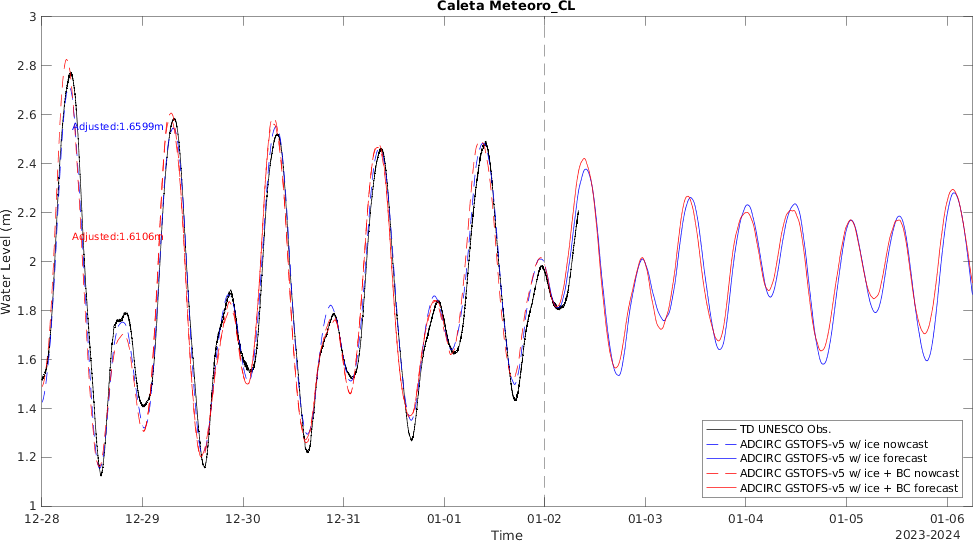 Caleta Meteoro_CL
3
2.8
2.6
Adjusted:1.6599m
2.4
2.2
Adjusted:1.6106m
2
1.8
1.6
1.4
1.2
1
Water Level (m)
TD UNESCO Obs.
ADCIRC GSTOFS-v5 w/ ice nowcast
ADCIRC GSTOFS-v5 w/ ice forecast
ADCIRC GSTOFS-v5 w/ ice + BC nowcast
ADCIRC GSTOFS-v5 w/ ice + BC forecast
12-28 12-29 12-30 12-31 01-01 01-02 01-03 01-04 01-05 01-06
Time
2023-2024